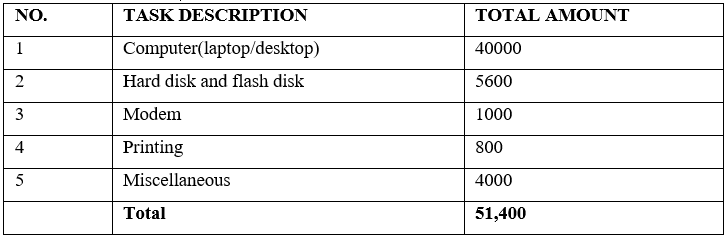 NO. TASK DESCRIPTION TOTAL AMOUNT
1 Computer(laptop/desktop) 40000
2 Hard disk and flash disk 5600
3 Modem 1000
4 Printing 800
5 Miscellaneous 4000
Total 51,400